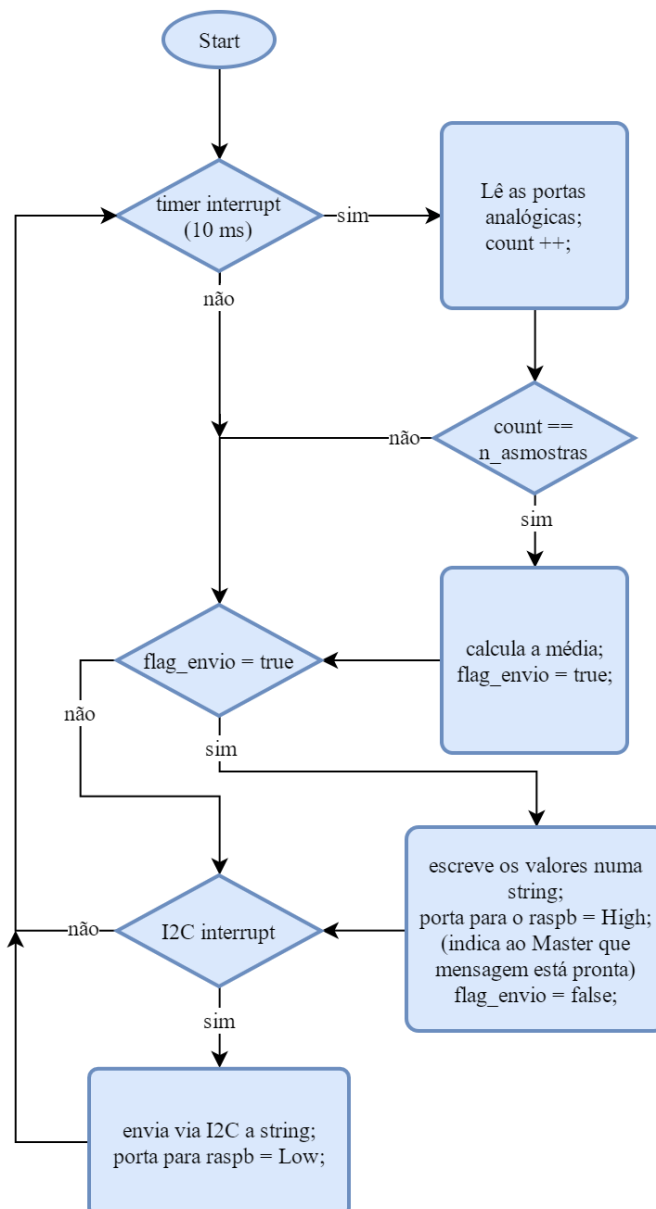 Start
timer interrupt
(10 ms)
sim
Lê as portas
analógicas;
count ++;
não
count ==
n_asmostras
não
sim
calcula a média;
flag_envio = true;
flag_envio = true
não
sim
escreve os valores numa
string;
porta para o raspb = High;
(indica ao Master que
mensagem está pronta)
flag_envio = false;
I2C interrupt
não
sim
envia via I2C a string;
porta para raspb = Low;